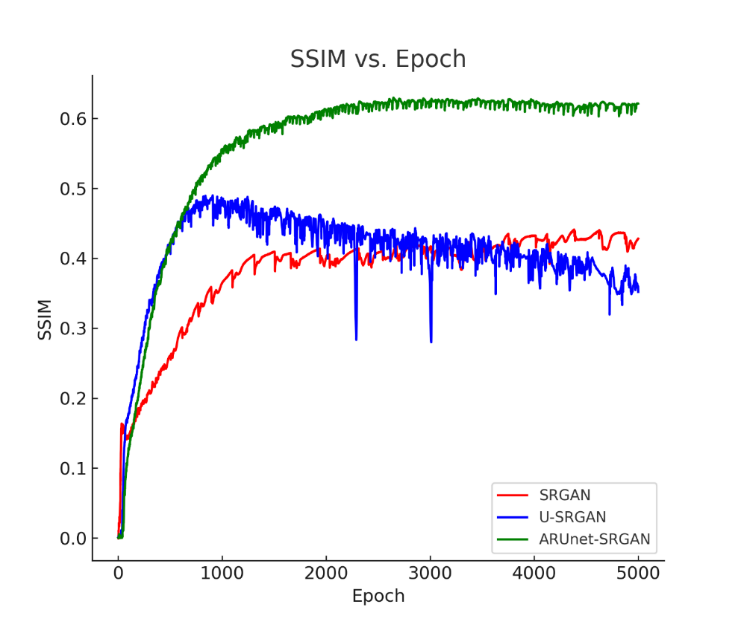 SSIM vs. Epoch
SSIM
0.6
0.5
0.4
0.3
0.2
0.1
0.0
0 1000 2000 3000 4000 5000
Epoch
SRGAN
U-SRGAN
ARUnet-SRGAN